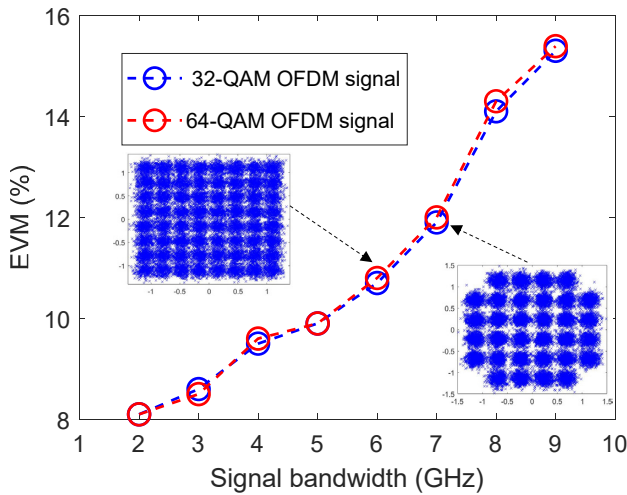 16
14
12
10
8
EVM (%)
32-QAM OFDM signal
64-QAM OFDM signal
1
0.5
0
-0.5
-1
-1 -0.5 0 0.5 1
1.5
1
0.5
0
-0.5
-1
-1.5
-1.5 -1 -0.5 0 0.5 1 1.5
1 2 3 4 5 6 7 8 9 10
Signal bandwidth (GHz)